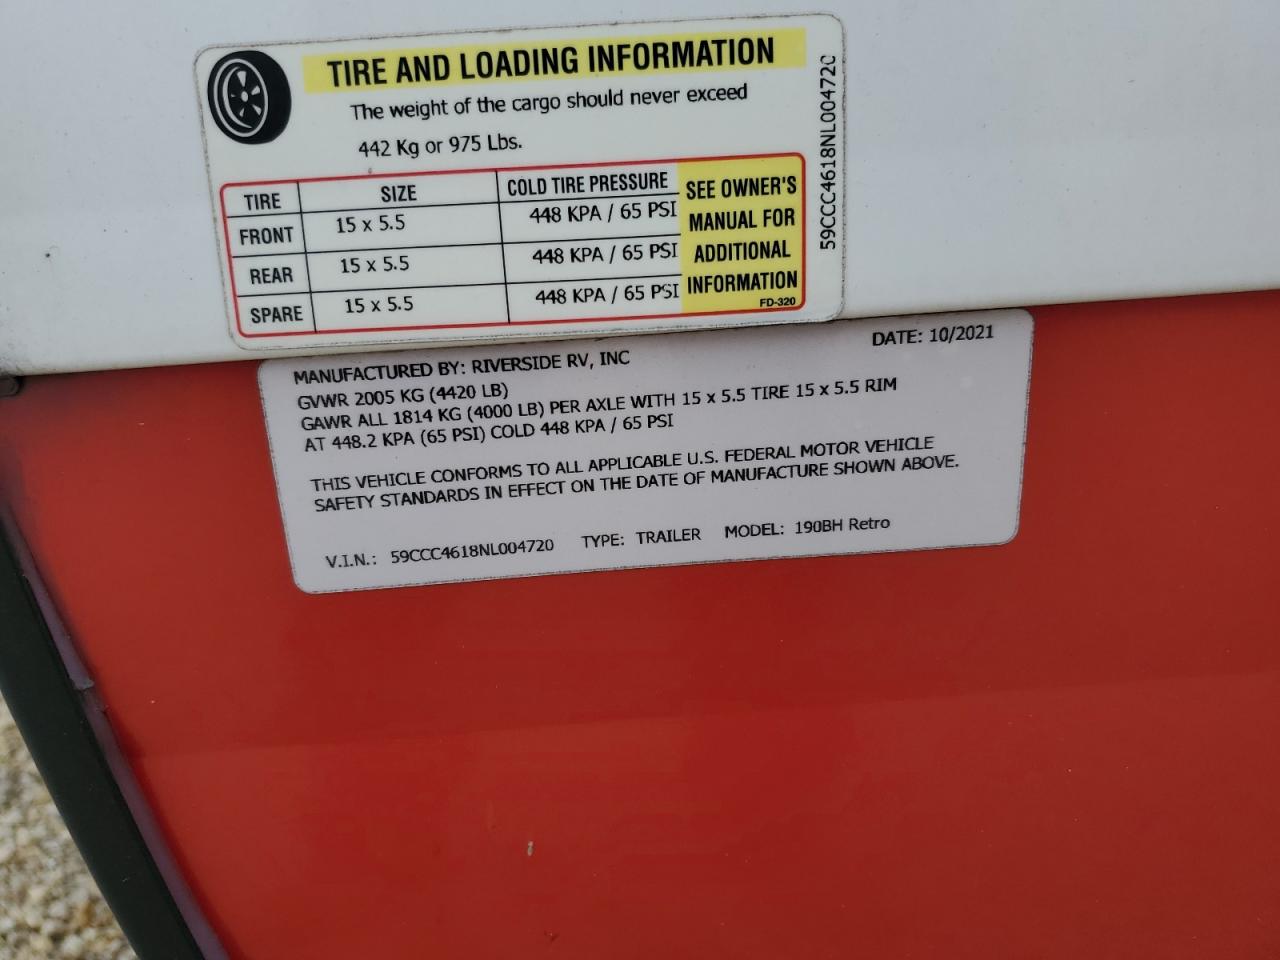 TIRE AND LOADING INFORMATION
The weight of the cargo should never exceed
442 Kg or 975 Lbs.
TIRE SIZE COLD TIRE PRESSURE
FRONT 15 x 5.5 448 KPA / 65 PSI
REAR 15 x 5.5 448 KPA / 65 PSI
SPARE 15 x 5.5 448 KPA / 65 PSI
SEE OWNER'S
MANUAL FOR
ADDITIONAL
INFORMATION
FD-320
59CCC4618NL004720
DATE: 10/2021
MANUFACTURED BY: RIVERSIDE RV, INC
GVWR 2005 KG (4420 LB)
GAWR ALL 1814 KG (4000 LB) PER AXLE WITH 15 x 5.5 TIRE 15 x 5.5 RIM
AT 448.2 KPA (65 PSI) COLD 448 KPA / 65 PSI
THIS VEHICLE CONFORMS TO ALL APPLICABLE U.S. FEDERAL MOTOR VEHICLE
SAFETY STANDARDS IN EFFECT ON THE DATE OF MANUFACTURE SHOWN ABOVE.
V.I.N.: 59CCC4618NL004720 TYPE: TRAILER MODEL: 190BH Retro